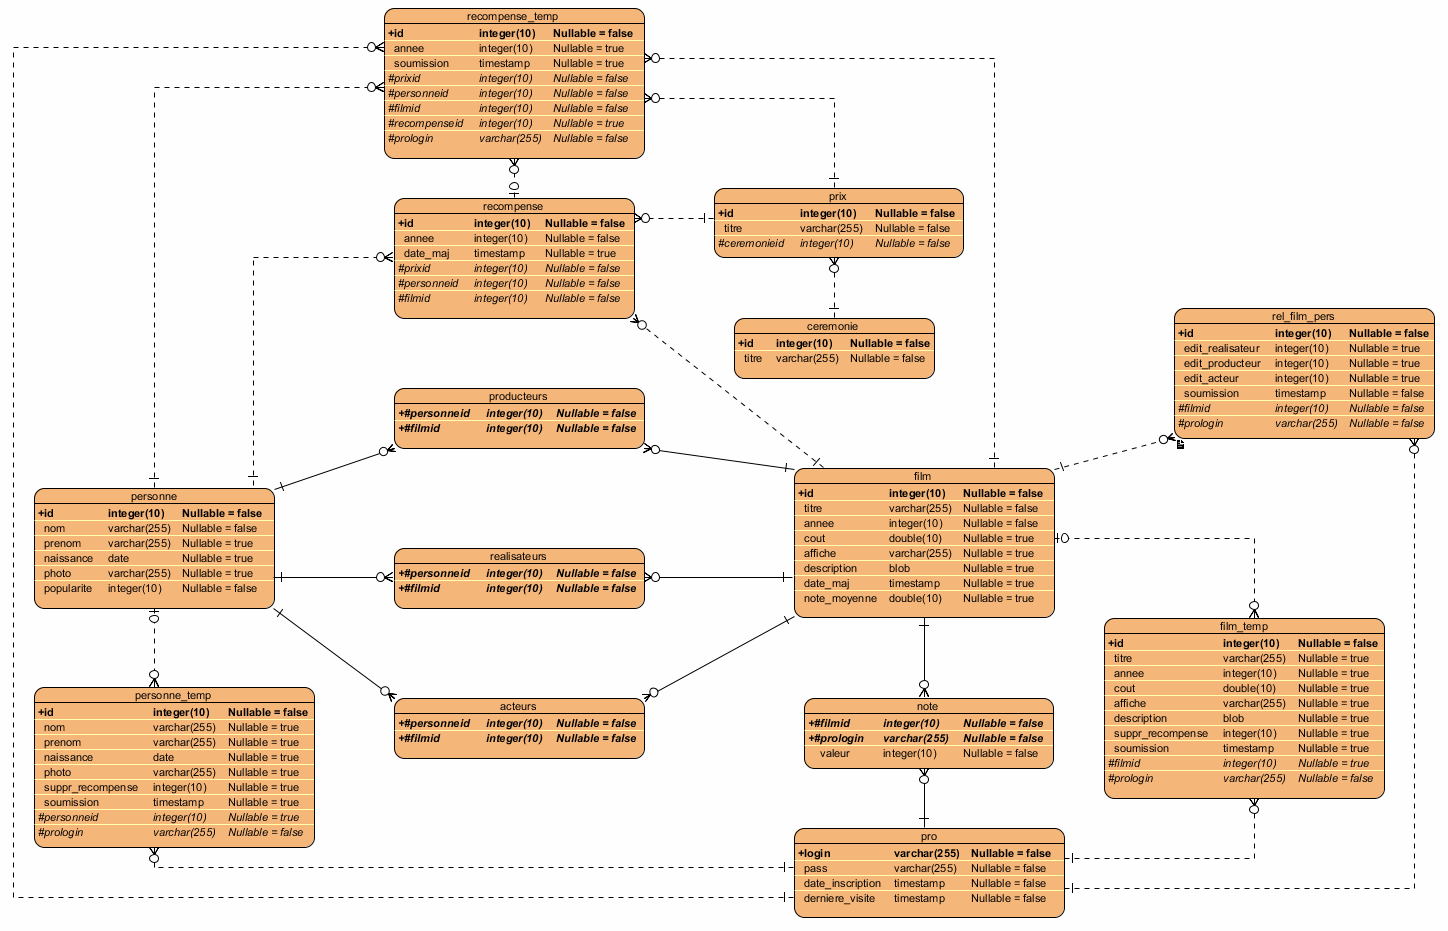 recompense_temp
+id integer(10) Nullable = false
annee integer(10) Nullable = true
soumission timestamp Nullable = true
#prixid integer(10) Nullable = false
#personneid integer(10) Nullable = false
#filmid integer(10) Nullable = false
#recompenseid integer(10) Nullable = true
#prologin varchar(255) Nullable = false
recompense
+id integer(10) Nullable = false
annee integer(10) Nullable = false
date_maj timestamp Nullable = true
#prixid integer(10) Nullable = false
#personneid integer(10) Nullable = false
#filmid integer(10) Nullable = false
prix
+id integer(10) Nullable = false
titre varchar(255) Nullable = false
#ceremonieid integer(10) Nullable = false
ceremonie
+id integer(10) Nullable = false
titre varchar(255) Nullable = false
rel_film_pers
+id integer(10) Nullable = false
edit_realisateur integer(10) Nullable = true
edit_producteur integer(10) Nullable = true
edit_acteur integer(10) Nullable = true
soumission timestamp Nullable = false
#filmid integer(10) Nullable = false
#prologin varchar(255) Nullable = false
producteurs
+#personneid integer(10) Nullable = false
+#filmid integer(10) Nullable = false
personne
+id integer(10) Nullable = false
nom varchar(255) Nullable = false
prenom varchar(255) Nullable = true
naissance date Nullable = true
photo varchar(255) Nullable = true
popularite integer(10) Nullable = false
realisateurs
+#personneid integer(10) Nullable = false
+#filmid integer(10) Nullable = false
film
+id integer(10) Nullable = false
titre varchar(255) Nullable = false
annee integer(10) Nullable = false
cout double(10) Nullable = true
affiche varchar(255) Nullable = true
description blob Nullable = true
date_maj timestamp Nullable = true
note_moyenne double(10) Nullable = true
film_temp
+id integer(10) Nullable = false
titre varchar(255) Nullable = true
annee integer(10) Nullable = true
cout double(10) Nullable = true
affiche varchar(255) Nullable = true
description blob Nullable = true
suppr_recompense integer(10) Nullable = true
soumission timestamp Nullable = true
#filmid integer(10) Nullable = true
#prologin varchar(255) Nullable = false
personne_temp
+id integer(10) Nullable = false
nom varchar(255) Nullable = true
prenom varchar(255) Nullable = true
naissance date Nullable = true
photo varchar(255) Nullable = true
suppr_recompense integer(10) Nullable = true
soumission timestamp Nullable = true
#personneid integer(10) Nullable = true
#prologin varchar(255) Nullable = false
acteurs
+#personneid integer(10) Nullable = false
+#filmid integer(10) Nullable = false
note
+#filmid integer(10) Nullable = false
+#prologin varchar(255) Nullable = false
valeur integer(10) Nullable = false
pro
+login varchar(255) Nullable = false
pass varchar(255) Nullable = false
date_inscription timestamp Nullable = false
derniere_visite timestamp Nullable = false